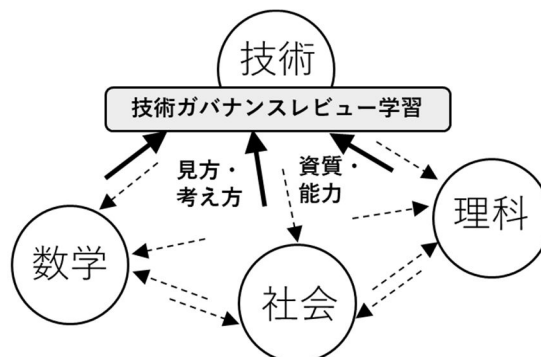 技術
技術ガバナンスレビュー学習
見方・
考え方
資質・
能力
数学
社会
理科